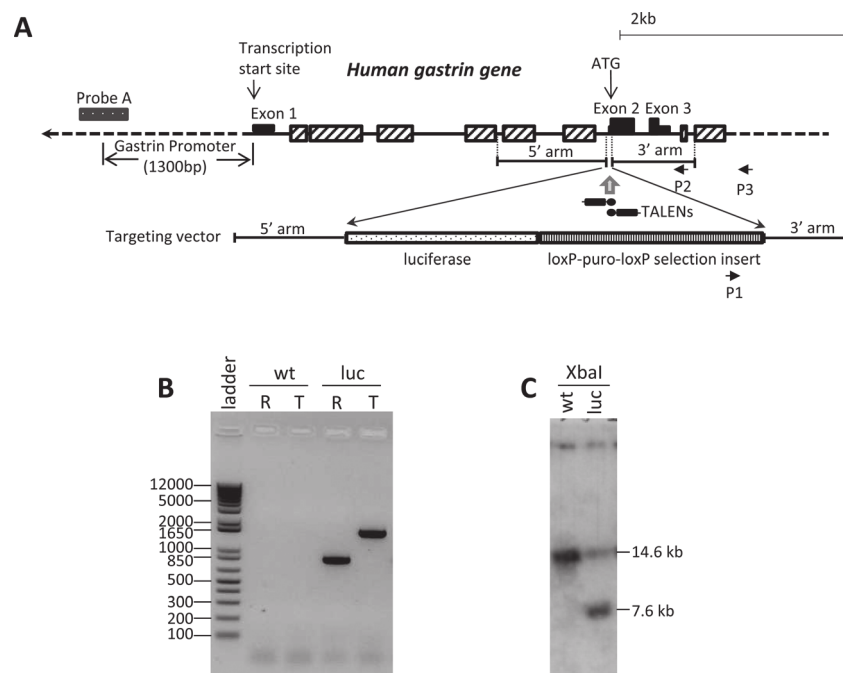 A
2kb
Transcription
start site
Human gastrin gene
ATG
Probe A
Exon 1
Exon 2
Exon 3
Gastrin Promoter
(1300bp)
5’ arm
3’ arm
P2
P3
TALENs
Targeting vector
5’ arm
3’ arm
luciferase
loxP-puro-loxP selection insert
P1
B
ladder
wt
luc
R
T
R
T
12000
5000
2000
1650
1000
850
500
300
200
100
C
XbaI
wt
luc
14.6 kb
7.6 kb